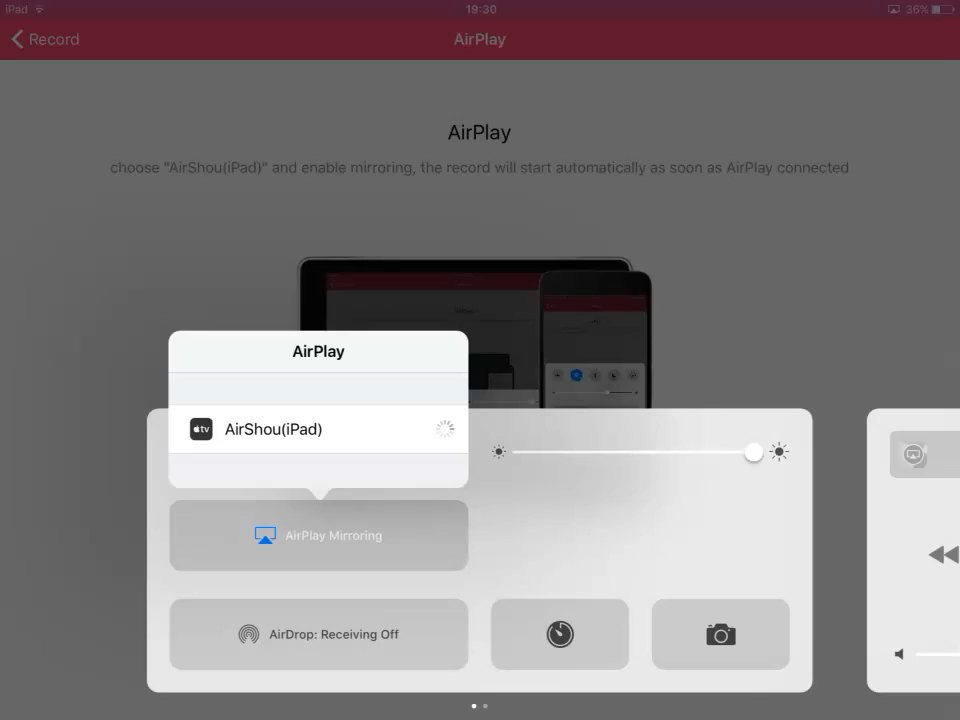 iPad
19:30
36%
Record
AirPlay
AirPlay
choose "AirShou(iPad)" and enable mirroring, the record will start automatically as soon as AirPlay connected
AirPlay
tv
AirShou(iPad)
AirPlay Mirroring
AirDrop: Receiving Off